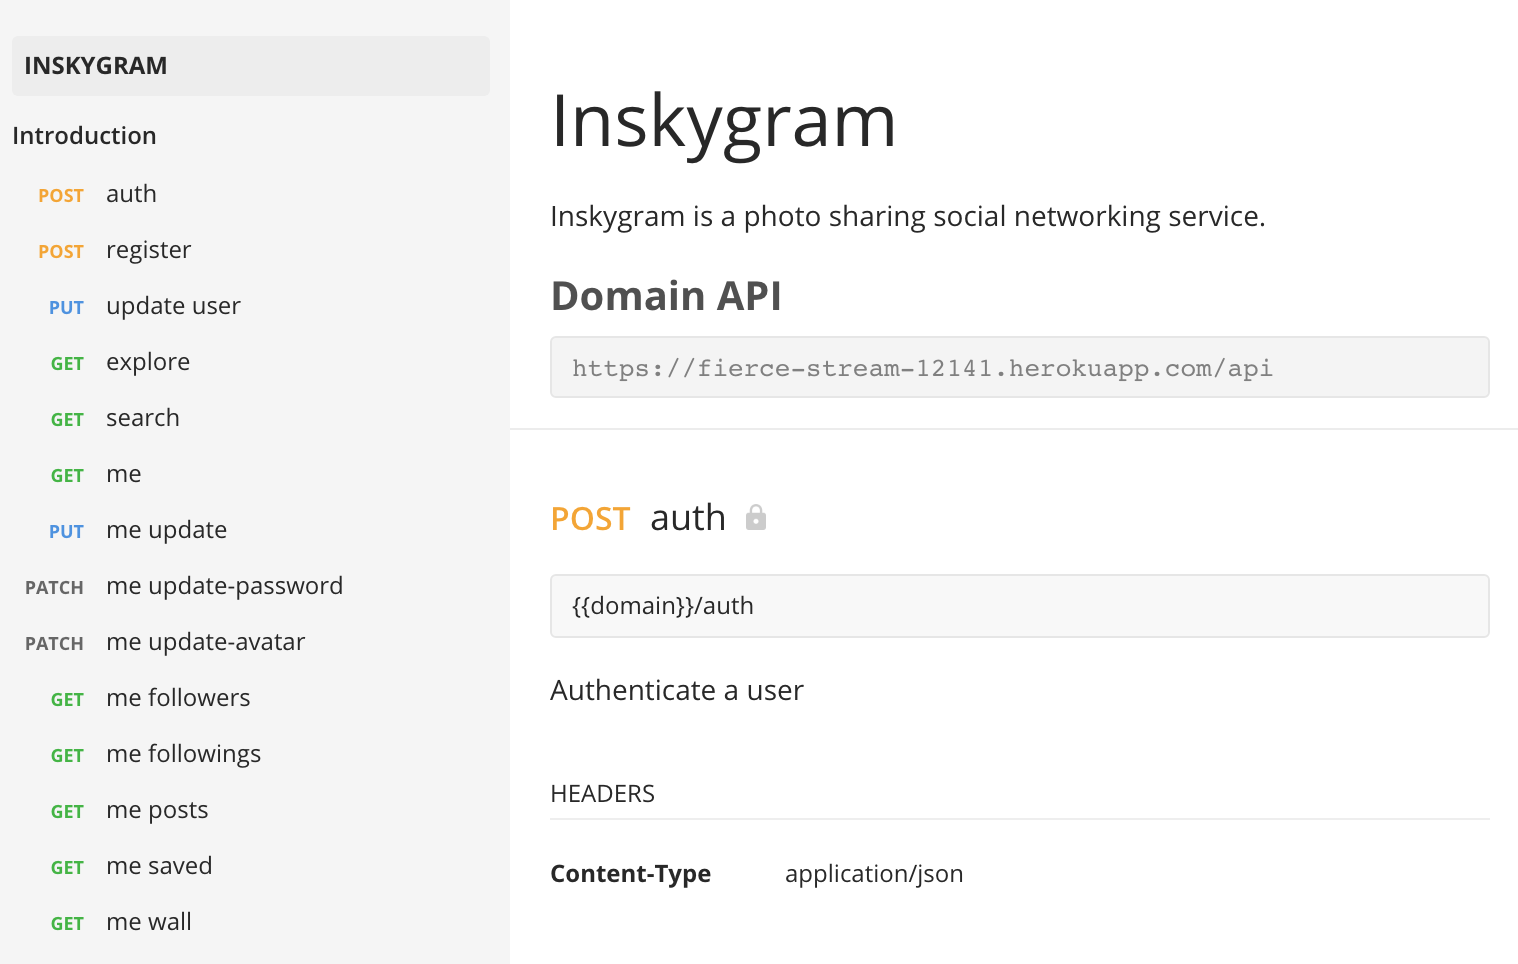 INSKYGRAM
Introduction
POST auth
POST register
PUT update user
GET explore
GET search
GET me
PUT me update
PATCH me update-password
PATCH me update-avatar
GET me followers
GET me followings
GET me posts
GET me saved
GET me wall
Inskygram
Inskygram is a photo sharing social networking service.
Domain API
https://fierce-stream-12141.herokuapp.com/api
POST auth
{{domain}}/auth
Authenticate a user
HEADERS
Content-Type application/json